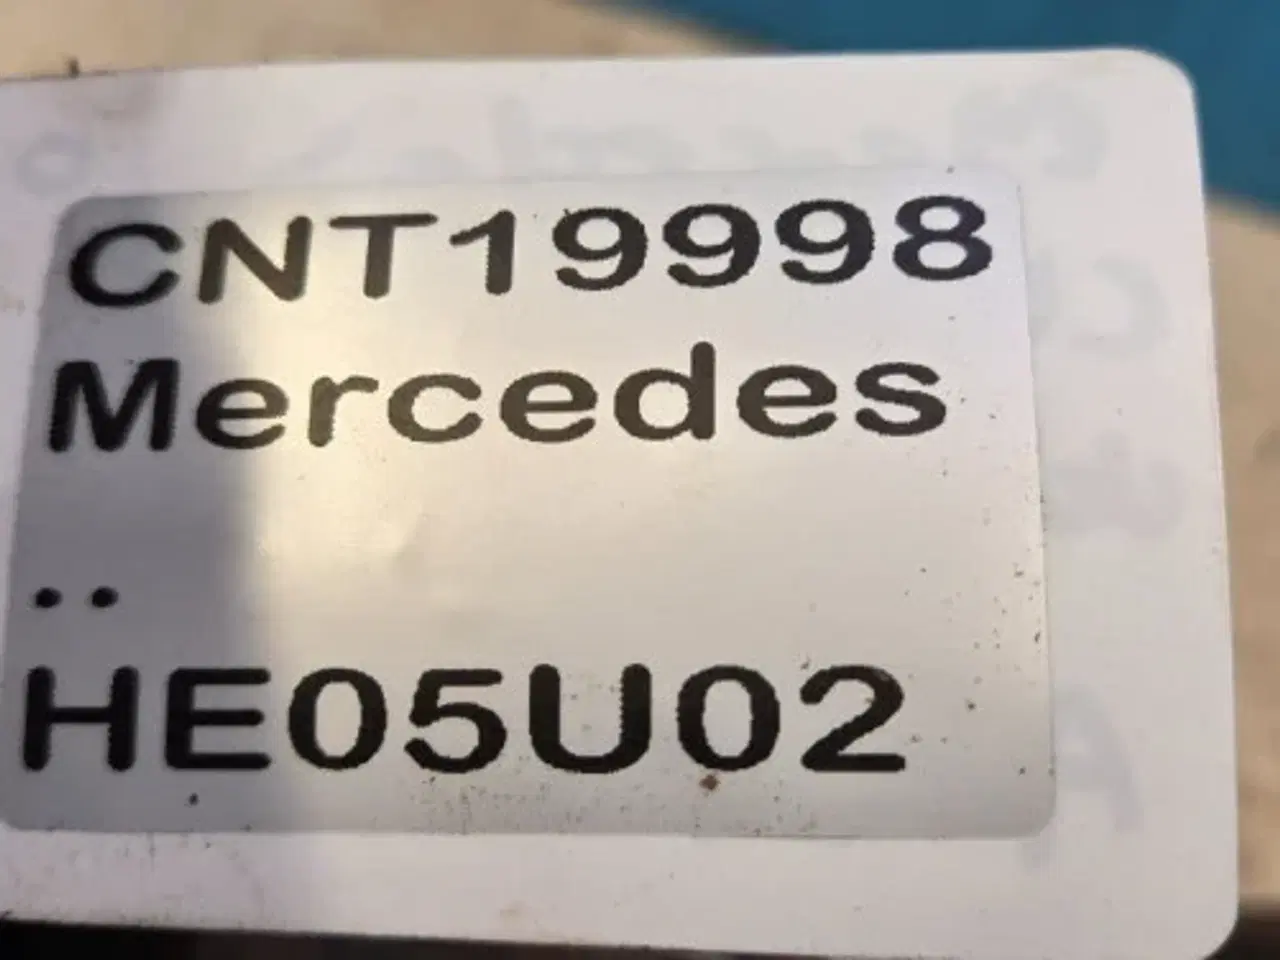 CNT19998
Mercedes
..
HE05U02